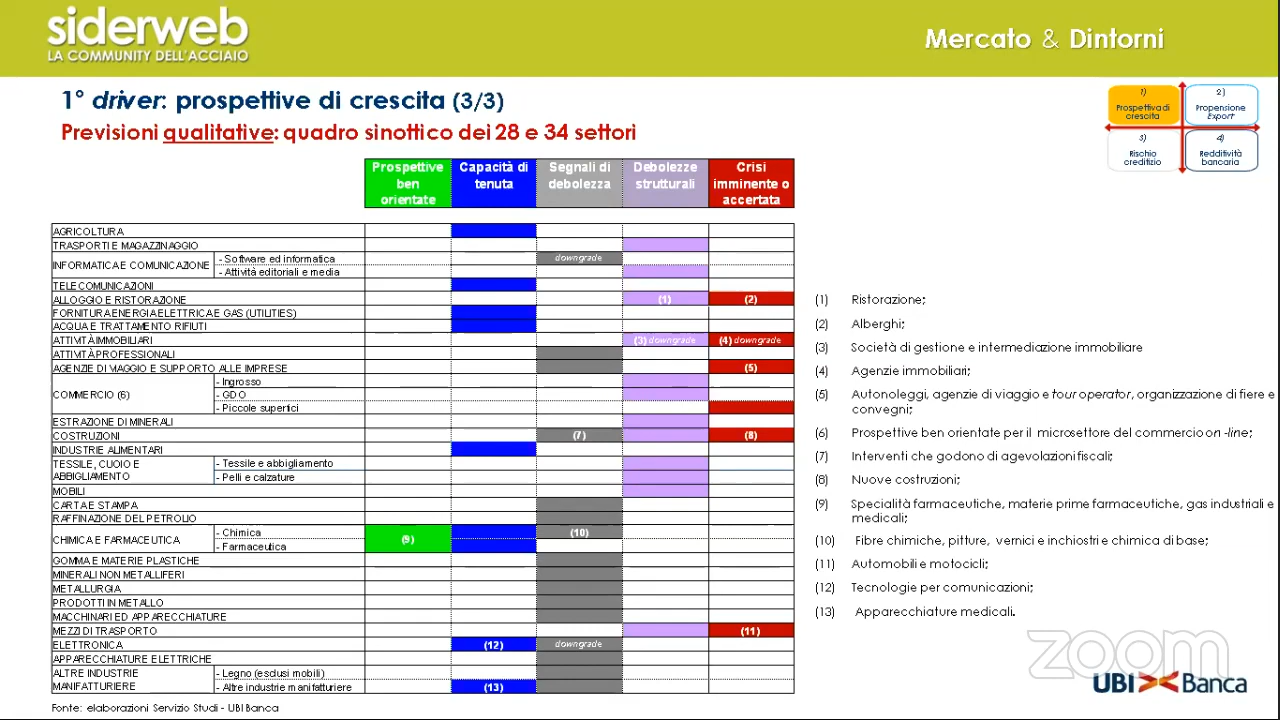 siderweb
LA COMMUNITY DELL'ACCIAIO
Mercato & Dintorni
1° driver: prospettive di crescita (3/3)
Previsioni qualitative: quadro sinottico dei 28 e 34 settori
1)
Prospettiva di
crescita
2)
Propensione
Export
3)
Rischio
creditizio
4)
Redditività
bancaria
Prospettive
ben
orientate
Capacità di
tenuta
Segnali di
debolezza
Debolezze
strutturali
Crisi
imminente o
accertata
AGRICOLTURA
TRASPORTI E MAGAZZINAGGIO
INFORMATICA E COMUNICAZIONE
- Software ed informatica
downgrade
- Attività editoriali e media
TELECOMUNICAZIONI
ALLOGGIO E RISTORAZIONE
(1)
(2)
FORNITURA ENERGIA ELETTRICA E GAS (UTILITIES)
ACQUA E TRATTAMENTO RIFIUTI
ATTIVITÀ IMMOBILIARI
(3) downgrade
(4) downgrade
ATTIVITÀ PROFESSIONALI
AGENZIE DI VIAGGIO E SUPPORTO ALLE IMPRESE
(5)
COMMERCIO (6)
- Ingrosso
- GDO
- Piccole superfici
ESTRAZIONE DI MINERALI
COSTRUZIONI
(7)
(8)
INDUSTRIE ALIMENTARI
TESSILE, CUOIO E
ABBIGLIAMENTO
- Tessile e abbigliamento
- Pelli e calzature
MOBILI
CARTA E STAMPA
RAFFINAZIONE DEL PETROLIO
CHIMICA E FARMACEUTICA
- Chimica
- Farmaceutica
(9)
(10)
GOMMA E MATERIE PLASTICHE
MINERALI NON METALLIFERI
METALLURGIA
PRODOTTI IN METALLO
MACCHINARI ED APPARECCHIATURE
MEZZI DI TRASPORTO
(11)
ELETTRONICA
(12)
downgrade
APPARECCHIATURE ELETTRICHE
ALTRE INDUSTRIE
MANIFATTURIERE
- Legno (esclusi mobili)
- Altre industrie manifatturiere
(13)
(1) Ristorazione;
(2) Alberghi;
(3) Società di gestione e intermediazione immobiliare
(4) Agenzie immobiliari;
(5) Autonoleggi, agenzie di viaggio e tour operator, organizzazione di fiere e
convegni;
(6) Prospettive ben orientate per il microsettore del commercio on -line;
(7) Interventi che godono di agevolazioni fiscali;
(8) Nuove costruzioni;
(9) Specialità farmaceutiche, materie prime farmaceutiche, gas industriali e
medicali;
(10) Fibre chimiche, pitture, vernici e inchiostri e chimica di base;
(11) Automobili e motocicli;
(12) Tecnologie per comunicazioni;
(13) Apparecchiature medicali.
zoom
UBI Banca
Fonte: elaborazioni Servizio Studi - UBI Banca